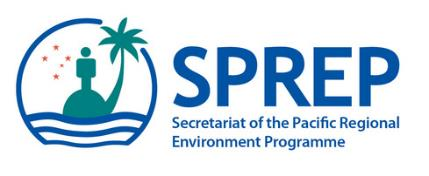 SPREP
Secretariat of the Pacific Regional
Environment Programme